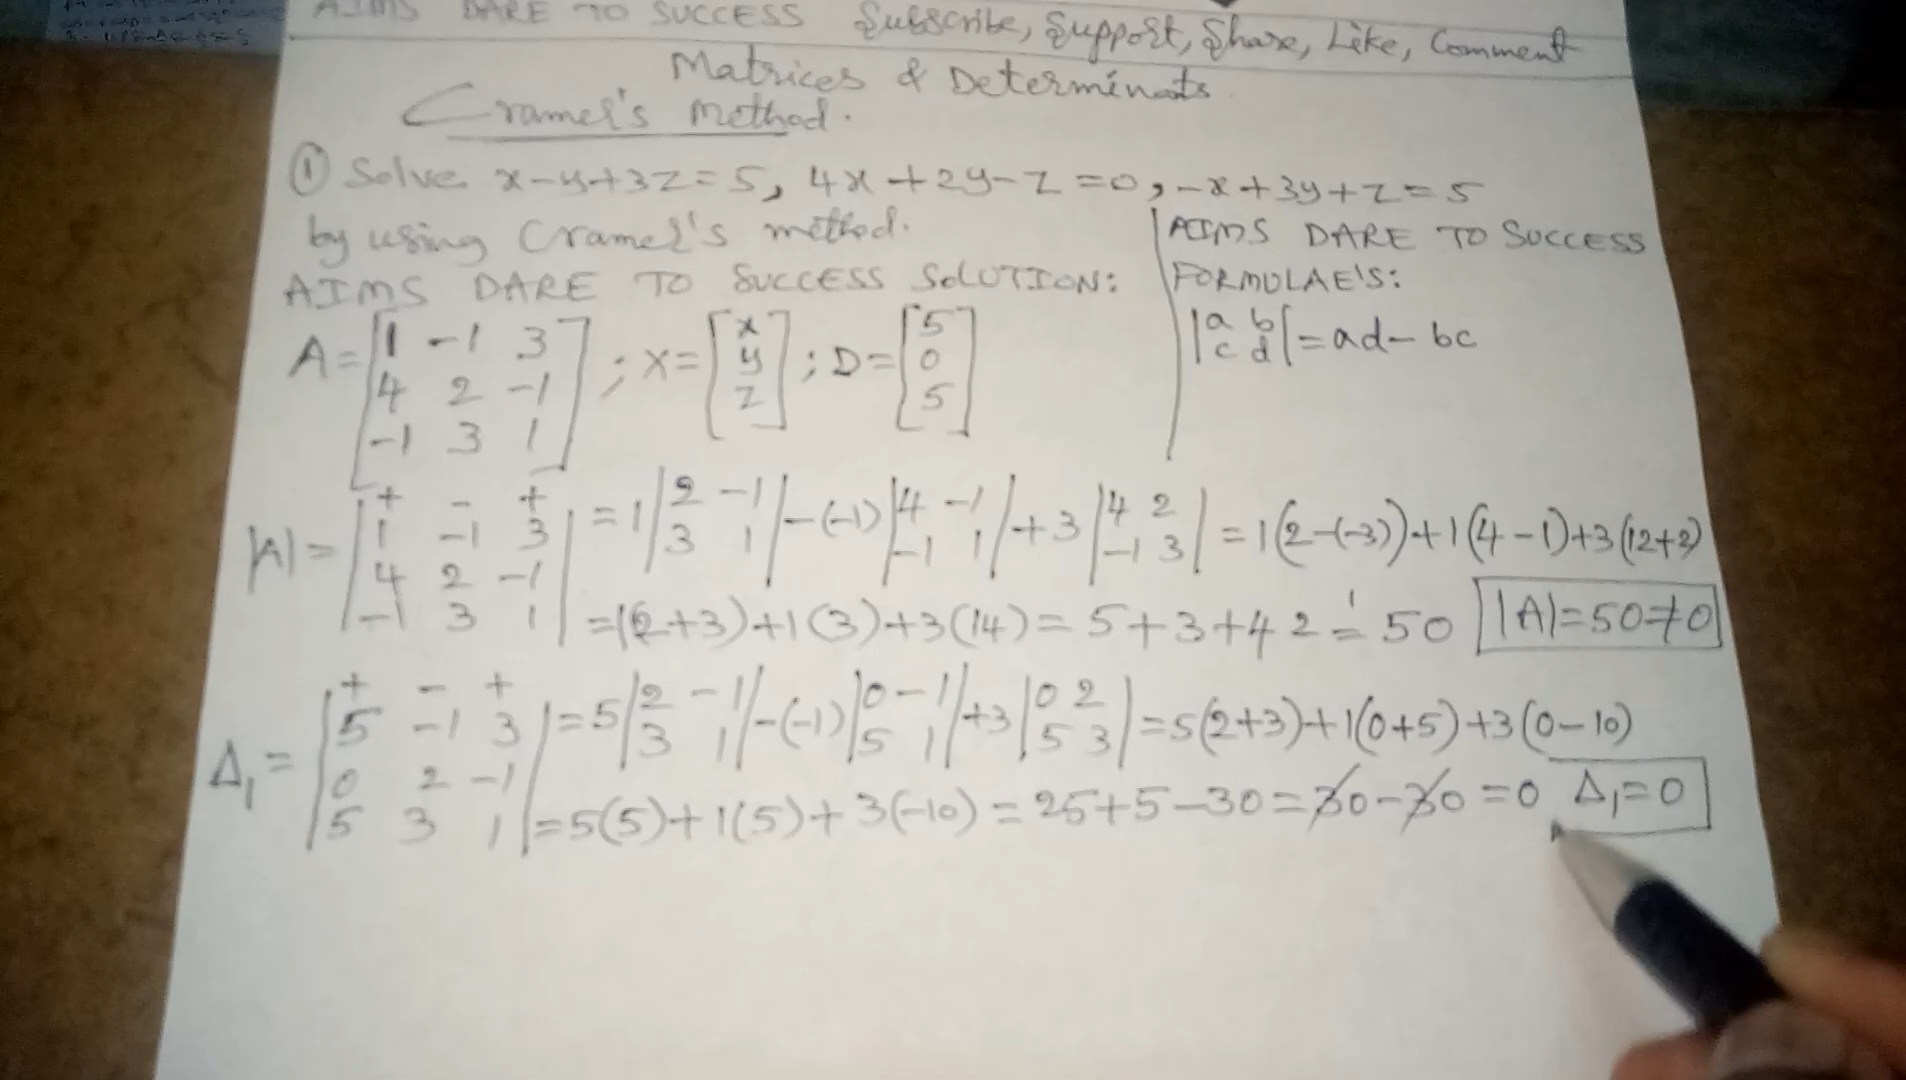 AIMS DARE TO SUCCESS Subscribe, Support, Share, Like, Comment
Matrices & Determinats
Cramer's Method.
① Solve x-y+3z=5, 4x+2y-z=0, -x+3y+z=5
by using Cramer's method.
AIMS DARE TO SUCCESS SOLUTION:
AIMS DARE TO SUCCESS
FORMULAE'S:
|a b|
|c d| = ad - bc
A = [1 -1 3] ; X = [x] ; D = [5]
[4 2 -1] [y] [0]
[-1 3 1] [z] [5]
+ - +
|A| = |1 -1 3| = 1|2 -1| -(-1)|4 -1| +3|4 2| = 1(2-(-3))+1(4-1)+3(12+2)
|4 2 -1| |3 1| |-1 1| |-1 3|
|-1 3 1| = 1(2+3)+1(3)+3(14) = 5+3+42 = 50 |A|=50≠0
+ - +
Δ₁ = |5 -1 3| = 5|2 -1| -(-1)|0 -1| +3|0 2| = 5(2+3)+1(0+5)+3(0-10)
|0 2 -1| |3 1| |5 1| |5 3|
|5 3 1| = 5(5)+1(5)+3(-10) = 25+5-30 = 30-30 = 0 Δ₁=0